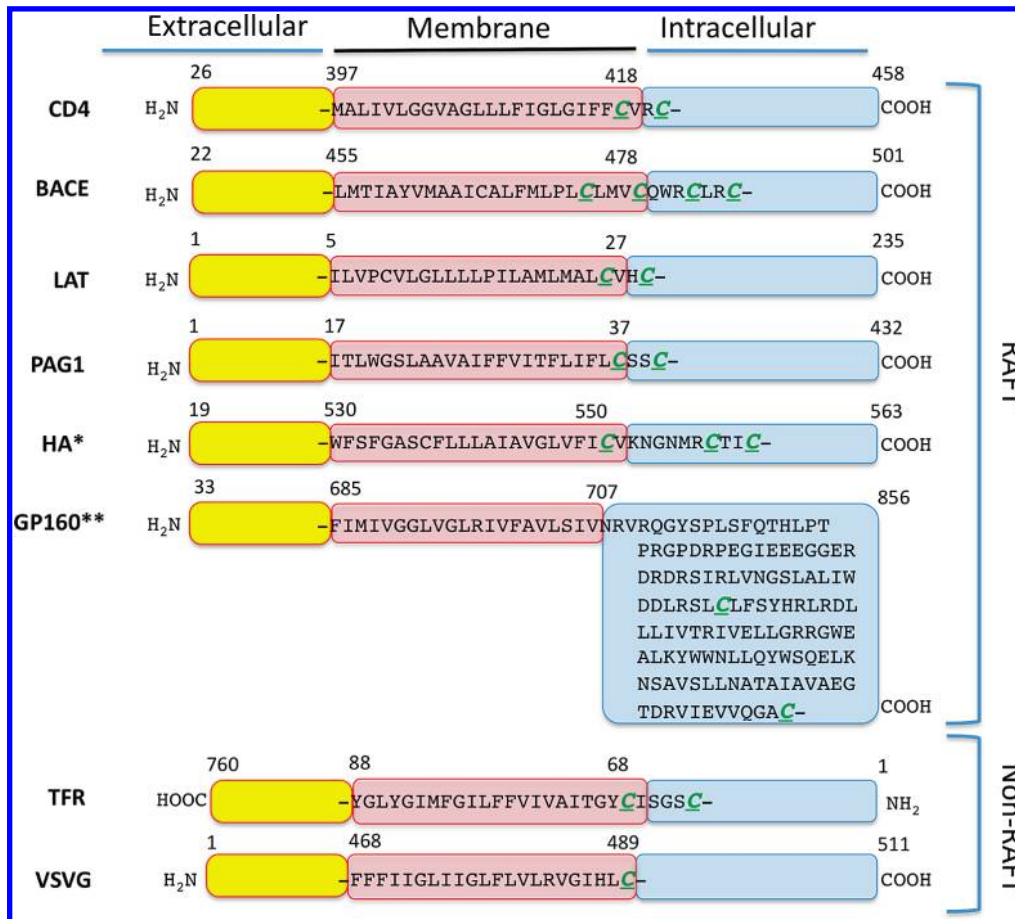 Extracellular Membrane Intracellular
26 397 418 458
CD4 H2N -MALIVLGGVAGLLLFIGLGIFFCVRC- COOH
22 455 478 501
BACE H2N -LMTIAYVMAAICALFMLPLCLMVCQWRCLRC- COOH
1 5 27 235
LAT H2N -ILVPCVLGLLLLPILAMLMALCVHC- COOH
1 17 37 432
PAG1 H2N -ITLWGSLAAVAIFFVITFLIFLCSSC- COOH
19 530 550 563
HA* H2N -WFSFGASCFLLLAIAVGLVFICVKNGNMRCTIC- COOH
33 685 707 856
GP160** H2N -FIMIVGGLVGLRIVFAVLSIVNRVRQGYSPLSFQTHLPT
PRGPDRPEGIEEEGGER
DRDRSIRLVNGSLALIW
DDLRSLCLFSYHRLRDL
LLIVTRIVELLGRRGWE
ALKYWWNLLQYWSQELK
NSAVSLLNATAIAVAEG
TDRVIEVVQGAC- COOH
RAFT
760 88 68 1
TFR HOOC -YGLYGIMFGILFFVIVAITGYCISGSC- NH2
1 468 489 511
VSVG H2N -FFFIIGLIIGLFLVLRVGIHLC- COOH
Non-RAFT